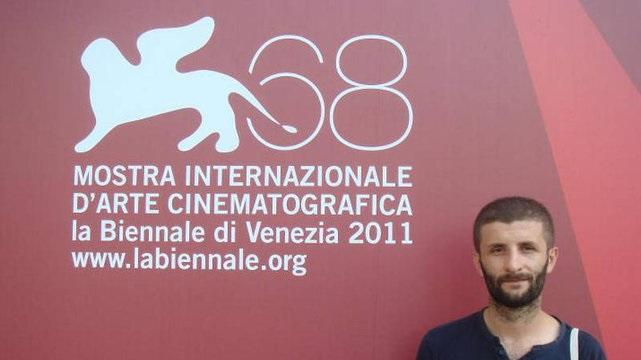 68
MOSTRA INTERNAZIONALE
D'ARTE CINEMATOGRAFICA
la Biennale di Venezia 2011
www.labiennale.org